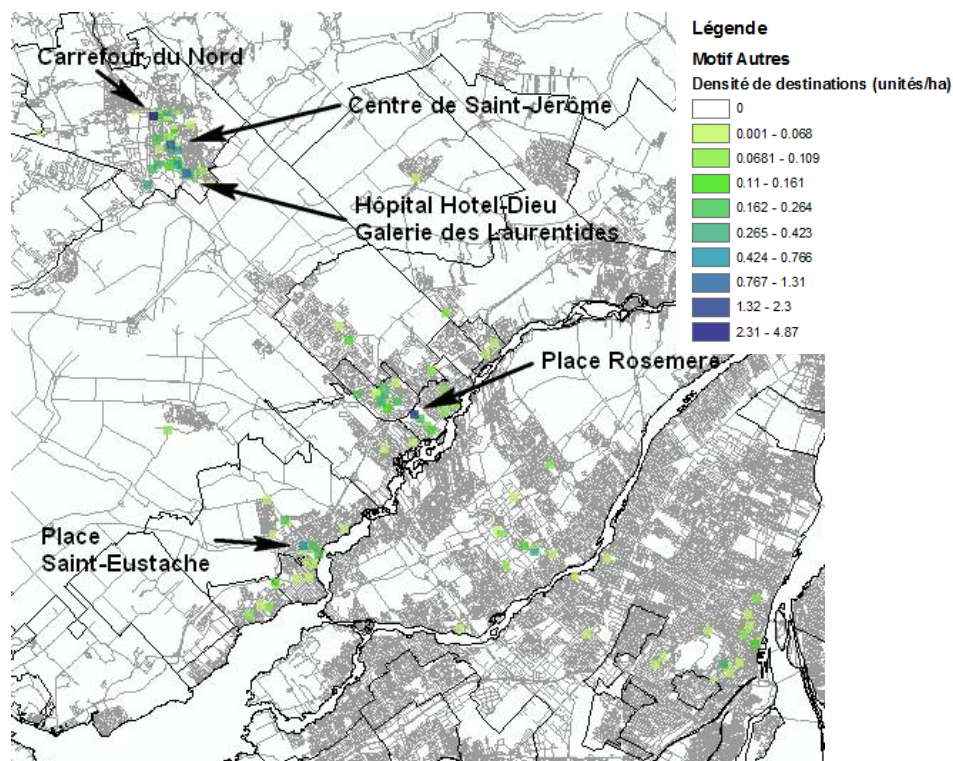 Légende
Motif Autres
Densité de destinations (unités/ha)
0
0.001 - 0.068
0.0681 - 0.109
0.11 - 0.161
0.162 - 0.264
0.265 - 0.423
0.424 - 0.766
0.767 - 1.31
1.32 - 2.3
2.31 - 4.87
Carrefour du Nord
Centre de Saint-Jérôme
Hôpital Hotel-Dieu
Galerie des Laurentides
Place Rosemere
Place
Saint-Eustache